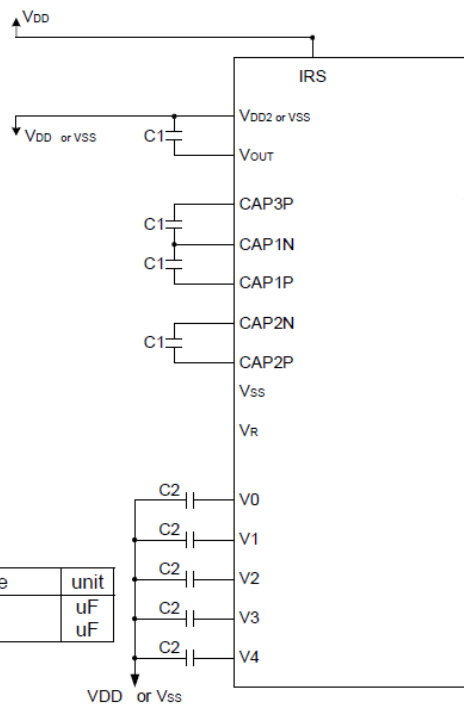 VDD
IRS
VDD2 or VSS
VDD or VSS
C1
VOUT
CAP3P
C1
CAP1N
C1
CAP1P
CAP2N
C1
CAP2P
VSS
VR
C2
V0
C2
V1
C2
V2
e unit
uF
C2
V3
uF
C2
V4
VDD or VSS